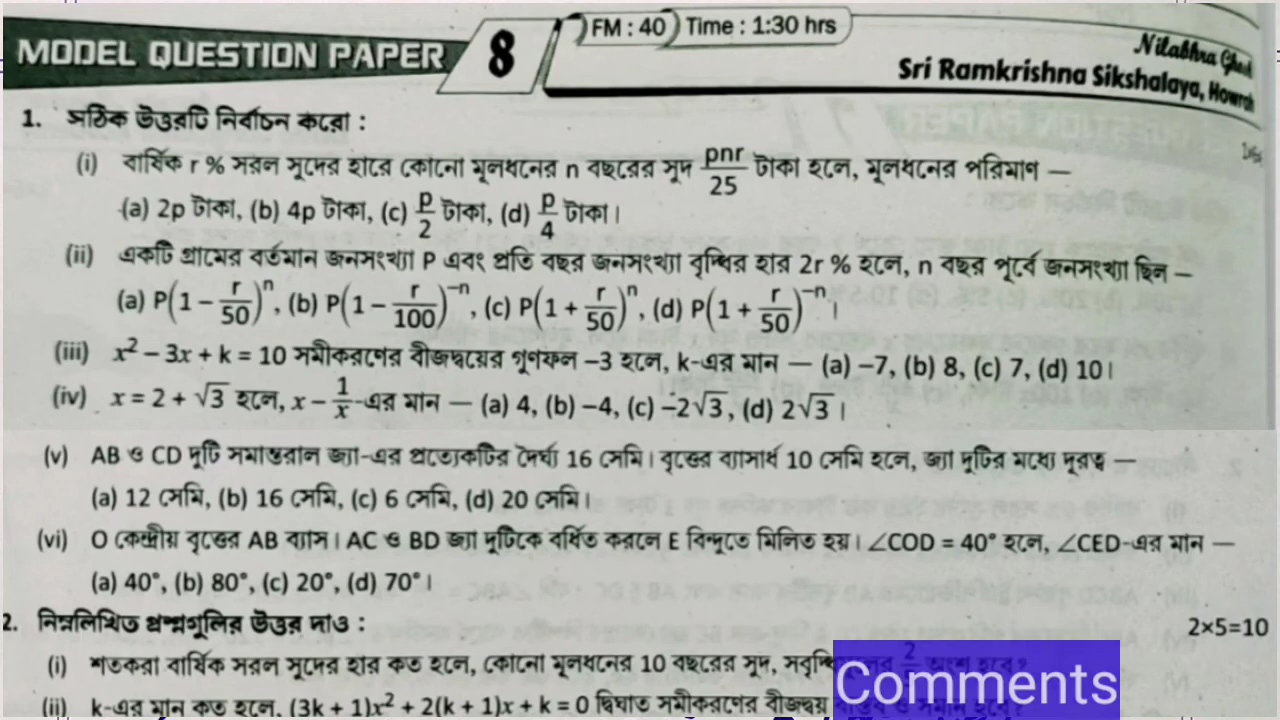 MODEL QUESTION PAPER 8 FM : 40 Time : 1:30 hrs
Nilabhra Ghosh
Sri Ramkrishna Sikshalaya, Howrah
1. সঠিক উত্তরটি নির্বাচন করো :
(i) বার্ষিক r % সরল সুদের হারে কোনো মূলধনের n বছরের সুদ pnr/25 টাকা হলে, মূলধনের পরিমাণ —
(a) 2p টাকা, (b) 4p টাকা, (c) p/2 টাকা, (d) p/4 টাকা।
(ii) একটি গ্রামের বর্তমান জনসংখ্যা P এবং প্রতি বছর জনসংখ্যা বৃদ্ধির হার 2r % হলে, n বছর পূর্বে জনসংখ্যা ছিল —
(a) P(1 − r/50)ⁿ, (b) P(1 − r/100)⁻ⁿ, (c) P(1 + r/50)ⁿ, (d) P(1 + r/50)⁻ⁿ।
(iii) x² − 3x + k = 10 সমীকরণের বীজদ্বয়ের গুণফল −3 হলে, k-এর মান — (a) −7, (b) 8, (c) 7, (d) 10।
(iv) x = 2 + √3 হলে, x − 1/x-এর মান — (a) 4, (b) −4, (c) −2√3, (d) 2√3।
(v) AB ও CD দুটি সমান্তরাল জ্যা-এর প্রত্যেকটির দৈর্ঘ্য 16 সেমি। বৃত্তের ব্যাসার্ধ 10 সেমি হলে, জ্যা দুটির মধ্যে দূরত্ব —
(a) 12 সেমি, (b) 16 সেমি, (c) 6 সেমি, (d) 20 সেমি।
(vi) O কেন্দ্রীয় বৃত্তের AB ব্যাস। AC ও BD জ্যা দুটিকে বর্ধিত করলে E বিন্দুতে মিলিত হয়। ∠COD = 40° হলে, ∠CED-এর মান —
(a) 40°, (b) 80°, (c) 20°, (d) 70°।
2. নিম্নলিখিত প্রশ্নগুলির উত্তর দাও : 2×5=10
(i) শতকরা বার্ষিক সরল সুদের হার কত হলে, কোনো মূলধনের 10 বছরের সুদ,
(ii) k-এর মান কত হলে, (3k + 1)x² + 2(k + 1)x + k = 0 দ্বিঘাত সমীকরণের বীজদ্বয়
Comments